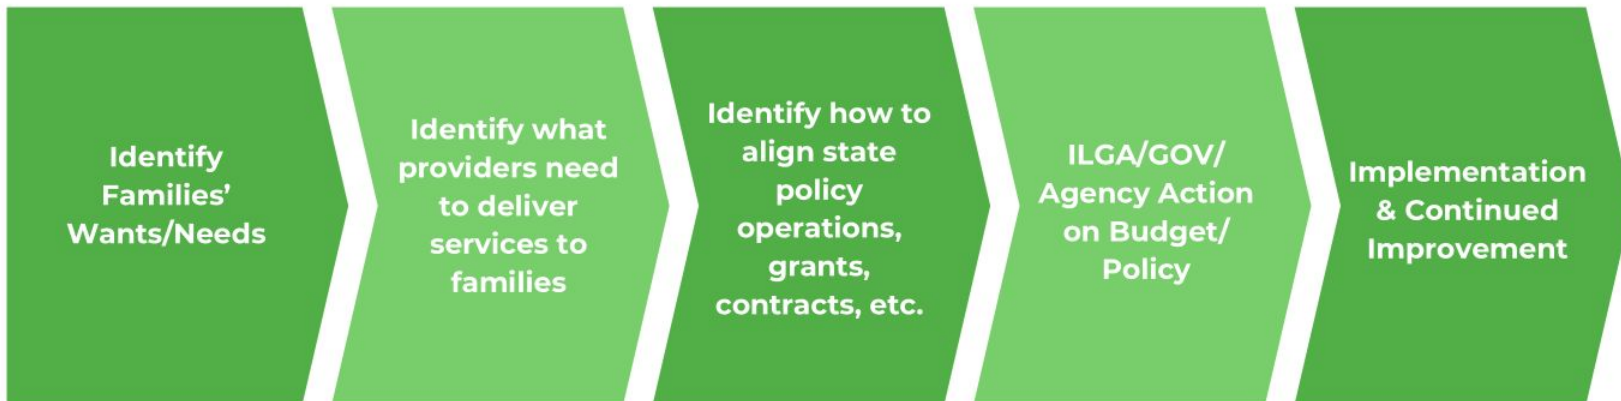 Identify
Families’
Wants/Needs
Identify what
providers need
to deliver
services to
families
Identify how to
align state
policy
operations,
grants,
contracts, etc.
ILGA/GOV/
Agency Action
on Budget/
Policy
Implementation
& Continued
Improvement